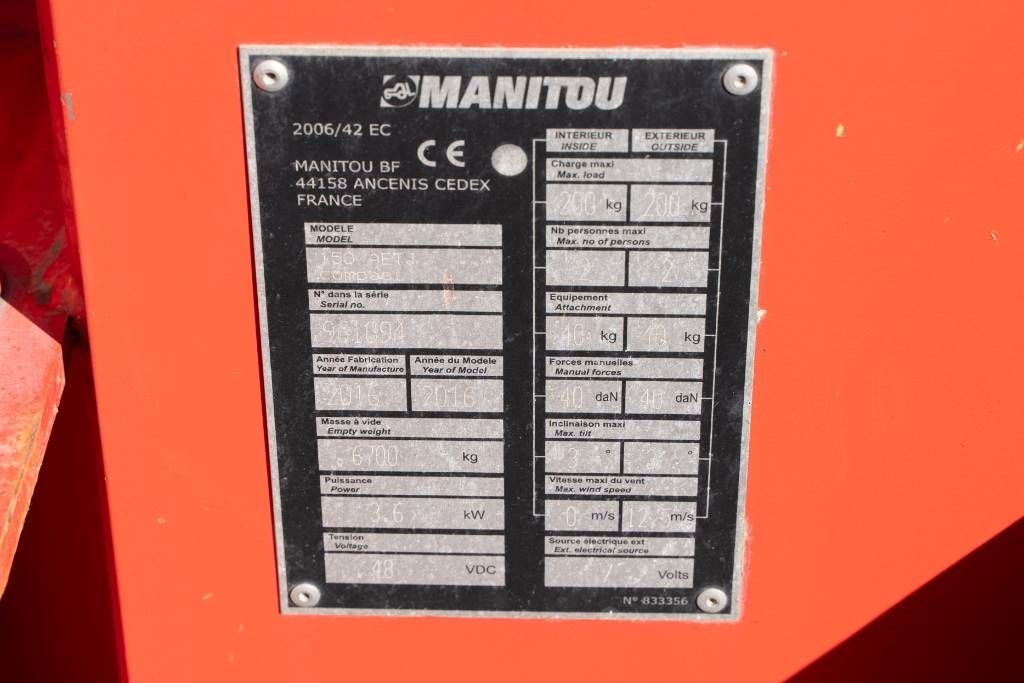 MANITOU
2006/42 EC
CE
MANITOU BF
44158 ANCENIS CEDEX
FRANCE
MODELE
MODEL
150 AETJ
compact
N° dans la série
Serial no.
961094
Année Fabrication
Year of Manufacture
2016
Année du Modele
Year of Model
2016
Masse à vide
Empty weight
6700 kg
Puissance
Power
3.6 kW
Tension
Voltage
48 VDC
INTERIEUR
INSIDE
EXTERIEUR
OUTSIDE
Charge maxi
Max. load
200 kg 200 kg
Nb personnes maxi
Max. no of persons
2
Equipement
Attachment
40 kg 40 kg
Forces manuelles
Manual forces
40 daN 40 daN
Inclinaison maxi
Max. tilt
° °
Vitesse maxi du vent
Max. wind speed
0 m/s 12.5 m/s
Source électrique ext
Ext. electrical source
/ Volts
N° 833356